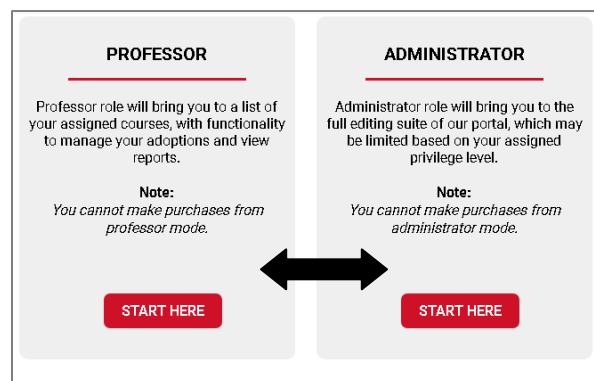 PROFESSOR
Professor role will bring you to a list of
your assigned courses, with functionality
to manage your adoptions and view
reports.
Note:
You cannot make purchases from
professor mode.
START HERE
ADMINISTRATOR
Administrator role will bring you to the
full editing suite of our portal, which may
be limited based on your assigned
privilege level.
Note:
You cannot make purchases from
administrator mode.
START HERE